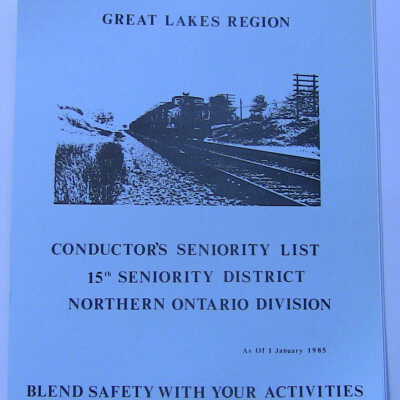 GREAT LAKES REGION
CONDUCTOR'S SENIORITY LIST
15th SENIORITY DISTRICT
NORTHERN ONTARIO DIVISION
As Of 1 January 1985
BLEND SAFETY WITH YOUR ACTIVITIES